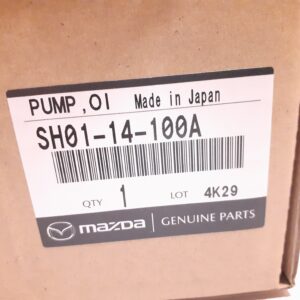 PUMP ,OI Made in Japan
SH01-14-100A
QTY 1 LOT 4K29
mazda GENUINE PARTS